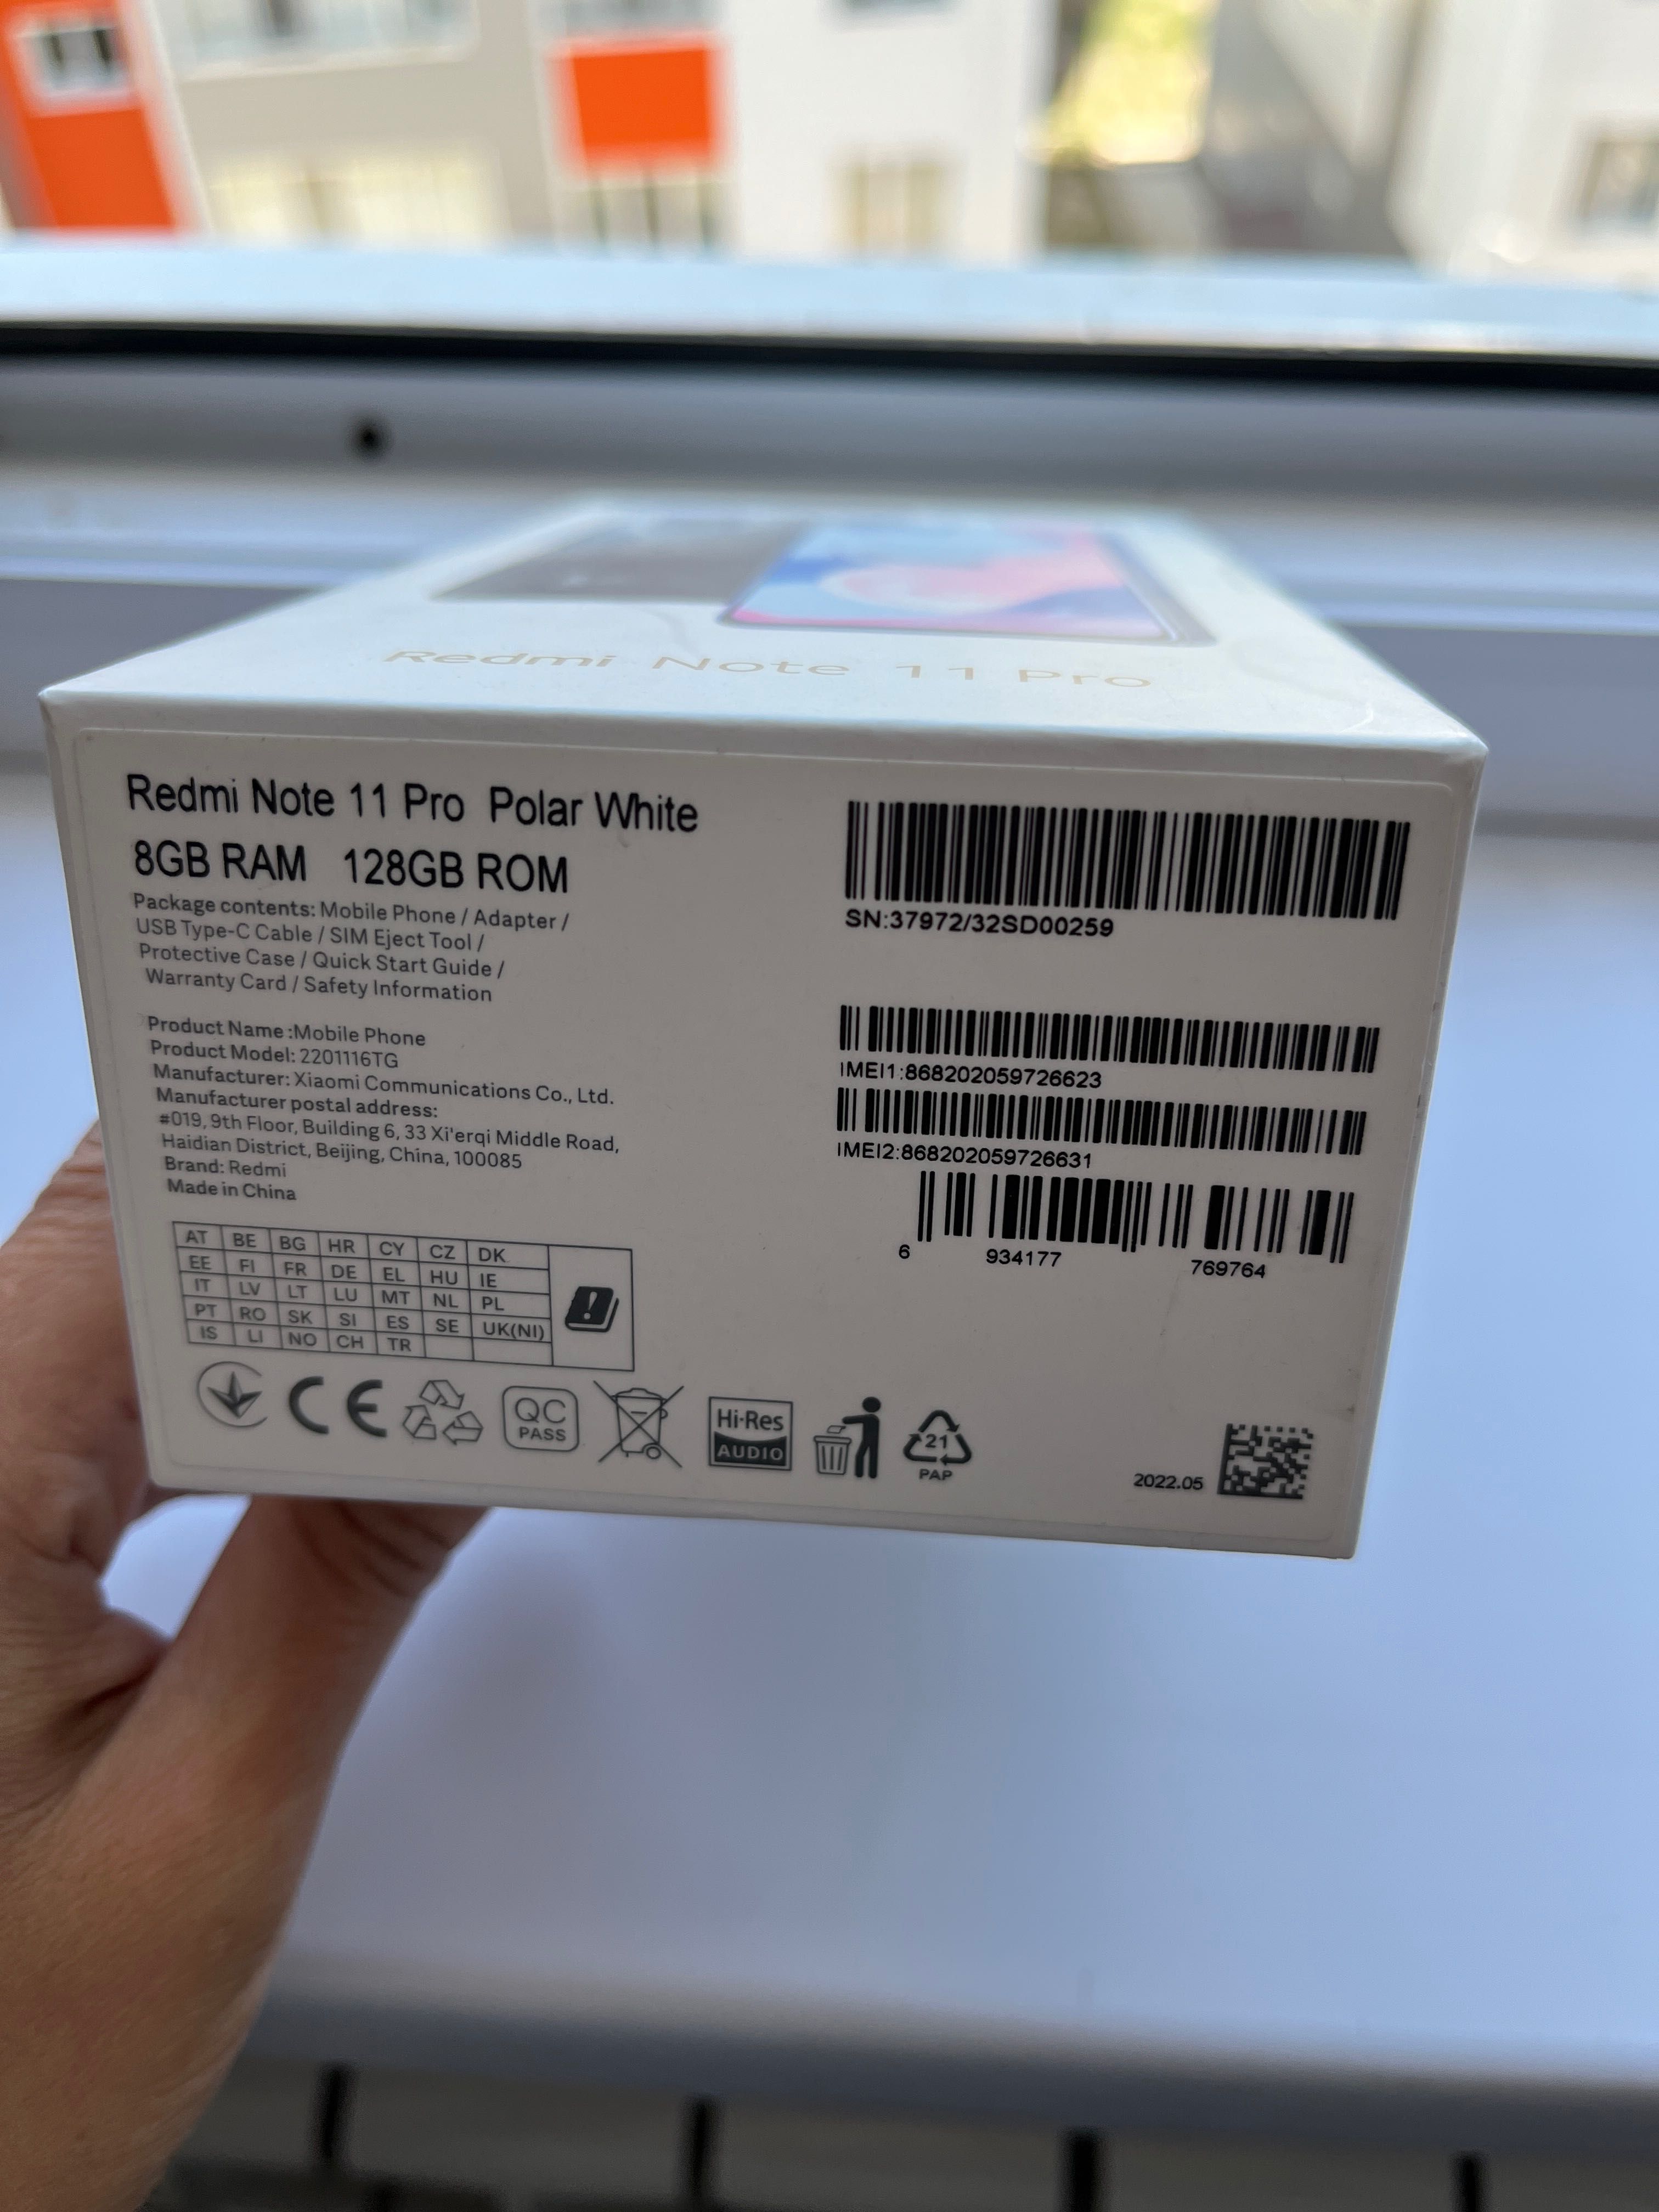 Redmi Note 11 Pro
Redmi Note 11 Pro Polar White
8GB RAM 128GB ROM
Package contents: Mobile Phone / Adapter /
USB Type-C Cable / SIM Eject Tool /
Protective Case / Quick Start Guide /
Warranty Card / Safety Information
Product Name :Mobile Phone
Product Model: 2201116TG
Manufacturer: Xiaomi Communications Co., Ltd.
Manufacturer postal address:
#019, 9th Floor, Building 6, 33 Xi'erqi Middle Road,
Haidian District, Beijing, China, 100085
Brand: Redmi
Made in China
AT BE BG HR CY CZ DK
EE FI FR DE EL HU IE
IT LV LT LU MT NL PL
PT RO SK SI ES SE UK(NI)
IS LI NO CH TR
CE
QC
PASS
Hi-Res
AUDIO
21
PAP
SN:37972/32SD00259
IMEI1:868202059726623
IMEI2:868202059726631
6 934177 769764
2022.05